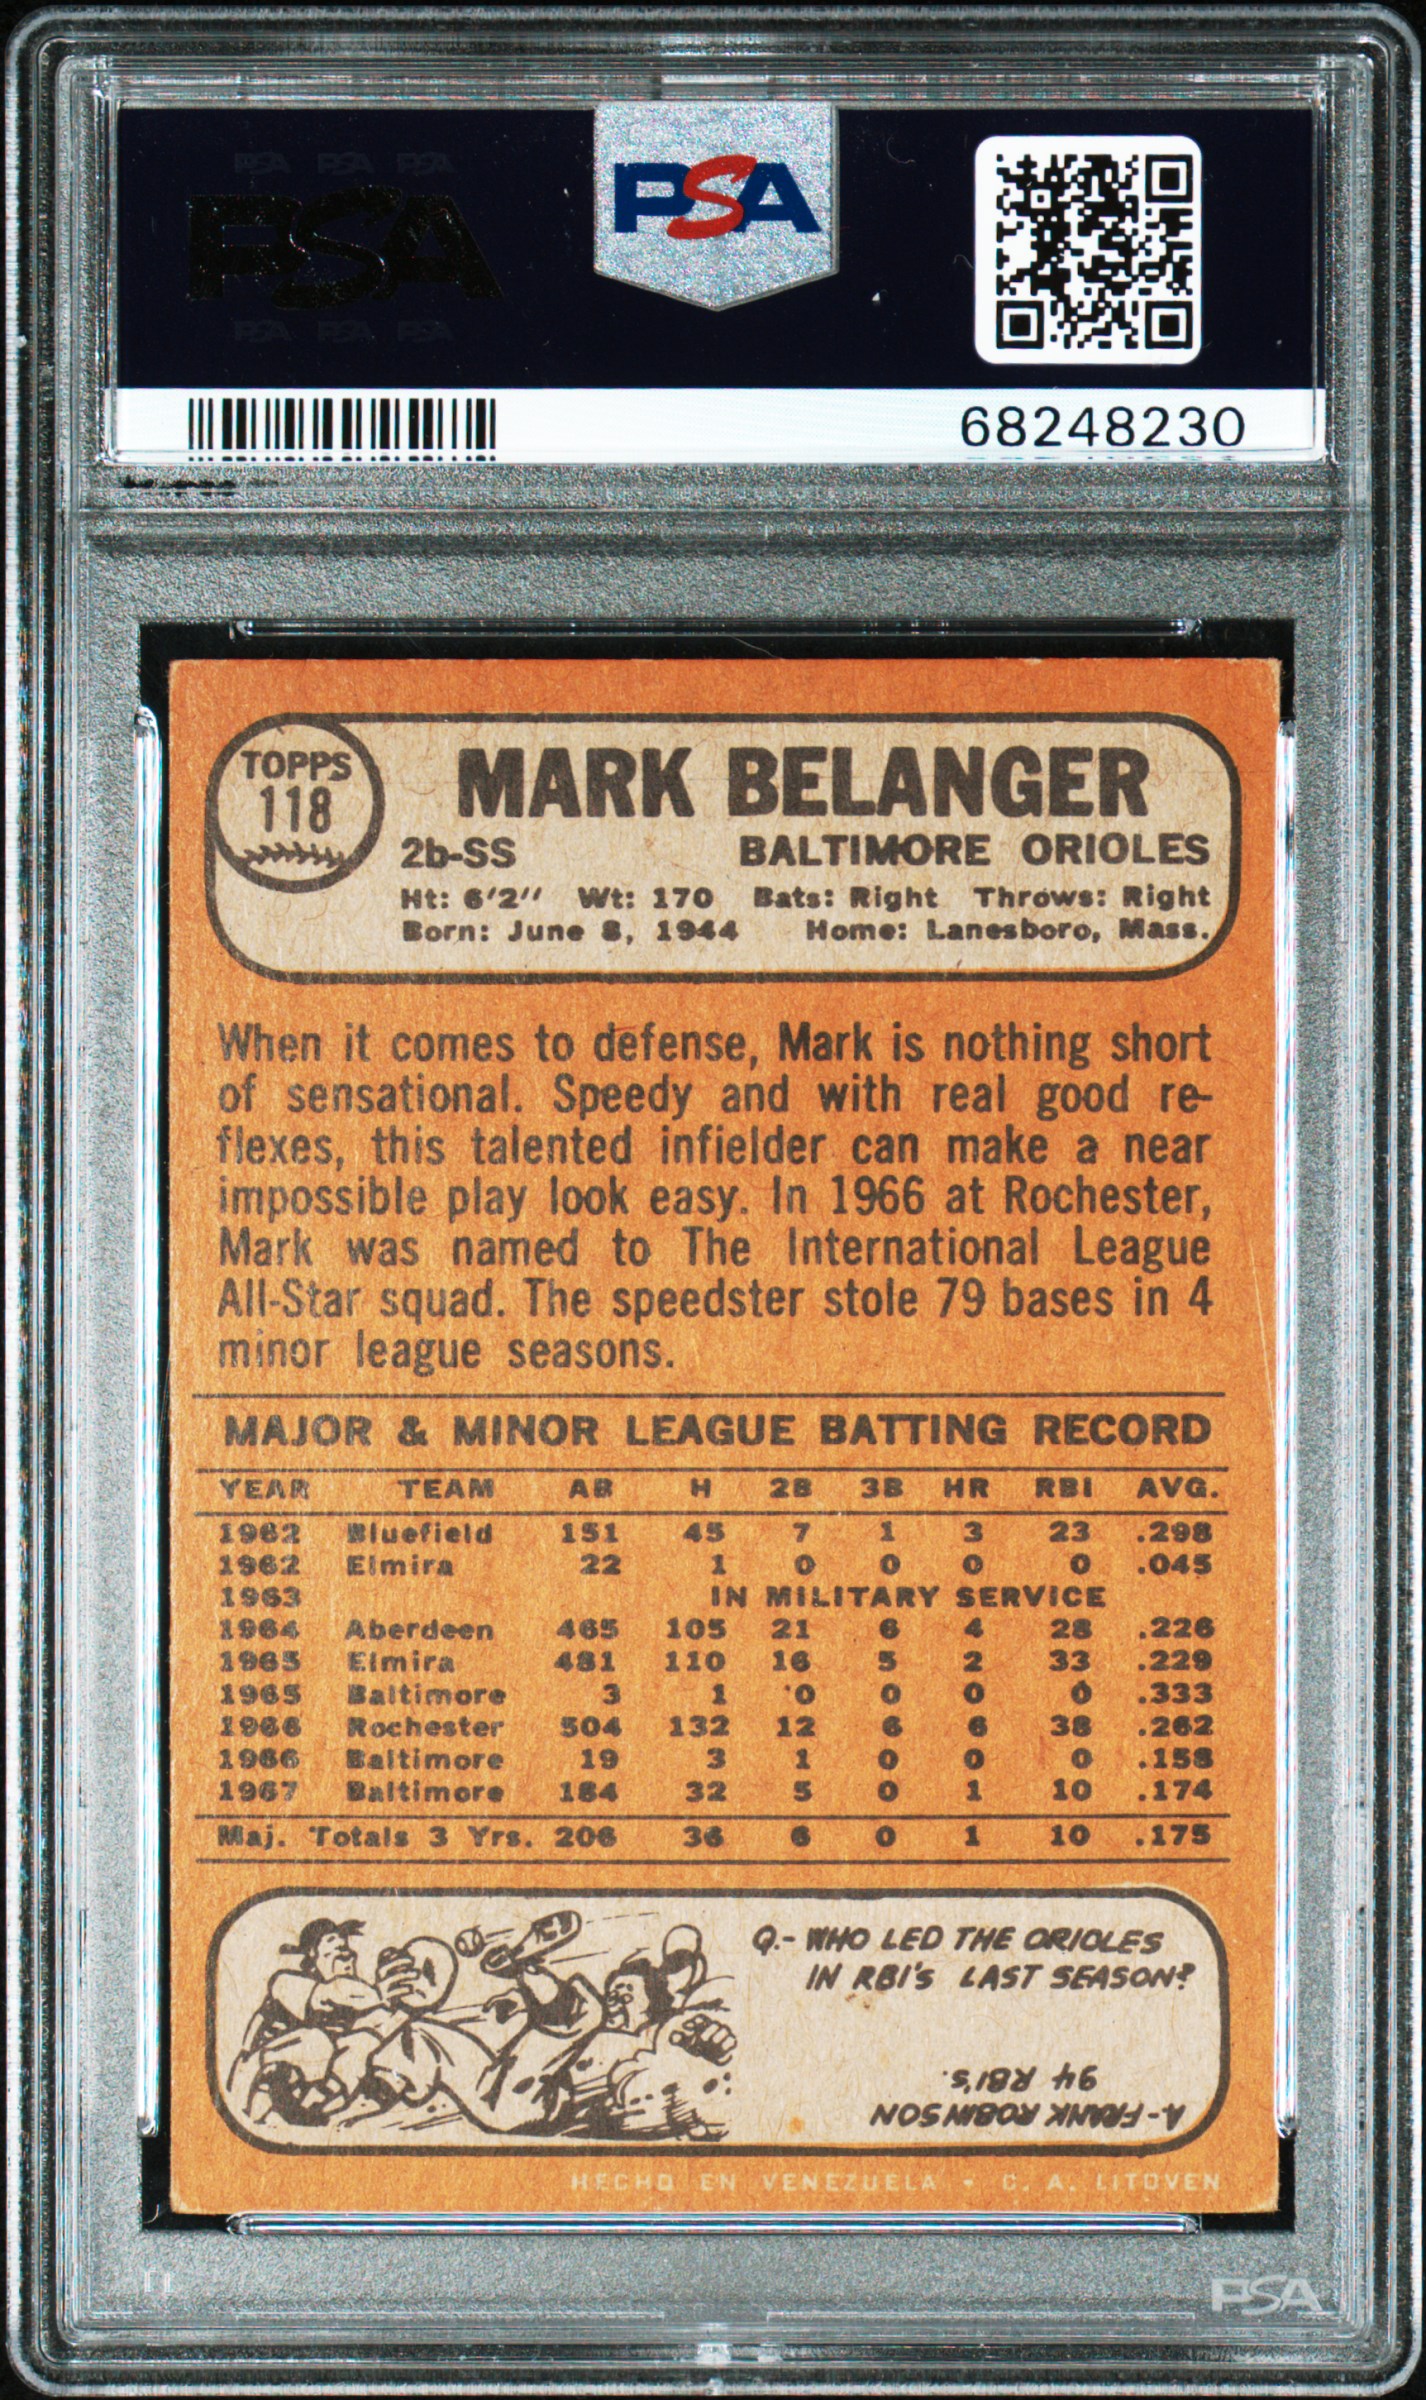 PSA PSA PSA
PSA
PSA PSA PSA
PSA
68248230
TOPPS
118
MARK BELANGER
2b-SS BALTIMORE ORIOLES
Ht: 6'2" Wt: 170 Bats: Right Throws: Right
Born: June 8, 1944 Home: Lanesboro, Mass.
When it comes to defense, Mark is nothing short
of sensational. Speedy and with real good re-
flexes, this talented infielder can make a near
impossible play look easy. In 1966 at Rochester,
Mark was named to The International League
All-Star squad. The speedster stole 79 bases in 4
minor league seasons.
MAJOR & MINOR LEAGUE BATTING RECORD
YEAR TEAM AB H 2B 3B HR RBI AVG.
1962 Bluefield 151 45 7 1 3 23 .298
1962 Elmira 22 1 0 0 0 0 .045
1963 IN MILITARY SERVICE
1964 Aberdeen 465 105 21 6 4 28 .226
1965 Elmira 481 110 16 5 2 33 .229
1965 Baltimore 3 1 0 0 0 0 .333
1966 Rochester 504 132 12 6 6 38 .262
1966 Baltimore 19 3 1 0 0 0 .158
1967 Baltimore 184 32 5 0 1 10 .174
Maj. Totals 3 Yrs. 206 36 6 0 1 10 .175
Q.- WHO LED THE ORIOLES
IN RBI'S LAST SEASON?
A-FRANK ROBINSON
94 RBI'S.
HECHO EN VENEZUELA - C. A. LITOVEN
PSA